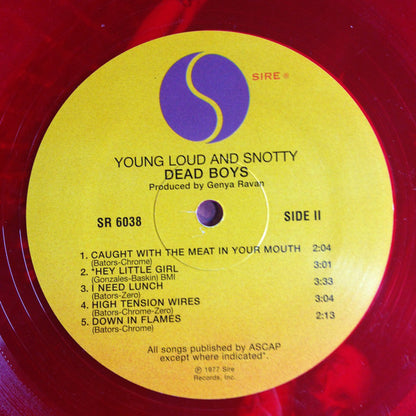 SIRE®
YOUNG LOUD AND SNOTTY
DEAD BOYS
Produced by Genya Ravan
SR 6038 SIDE II
1. CAUGHT WITH THE MEAT IN YOUR MOUTH 2:04
(Bators-Chrome)
2. *HEY LITTLE GIRL 3:01
(Gonzales-Baskin) BMI
3. I NEED LUNCH 3:33
(Bators-Zero)
4. HIGH TENSION WIRES 3:04
(Bators-Chrome-Zero)
5. DOWN IN FLAMES 2:13
(Bators-Chrome)
All songs published by ASCAP
except where indicated*.
℗ 1977 Sire
Records, Inc.